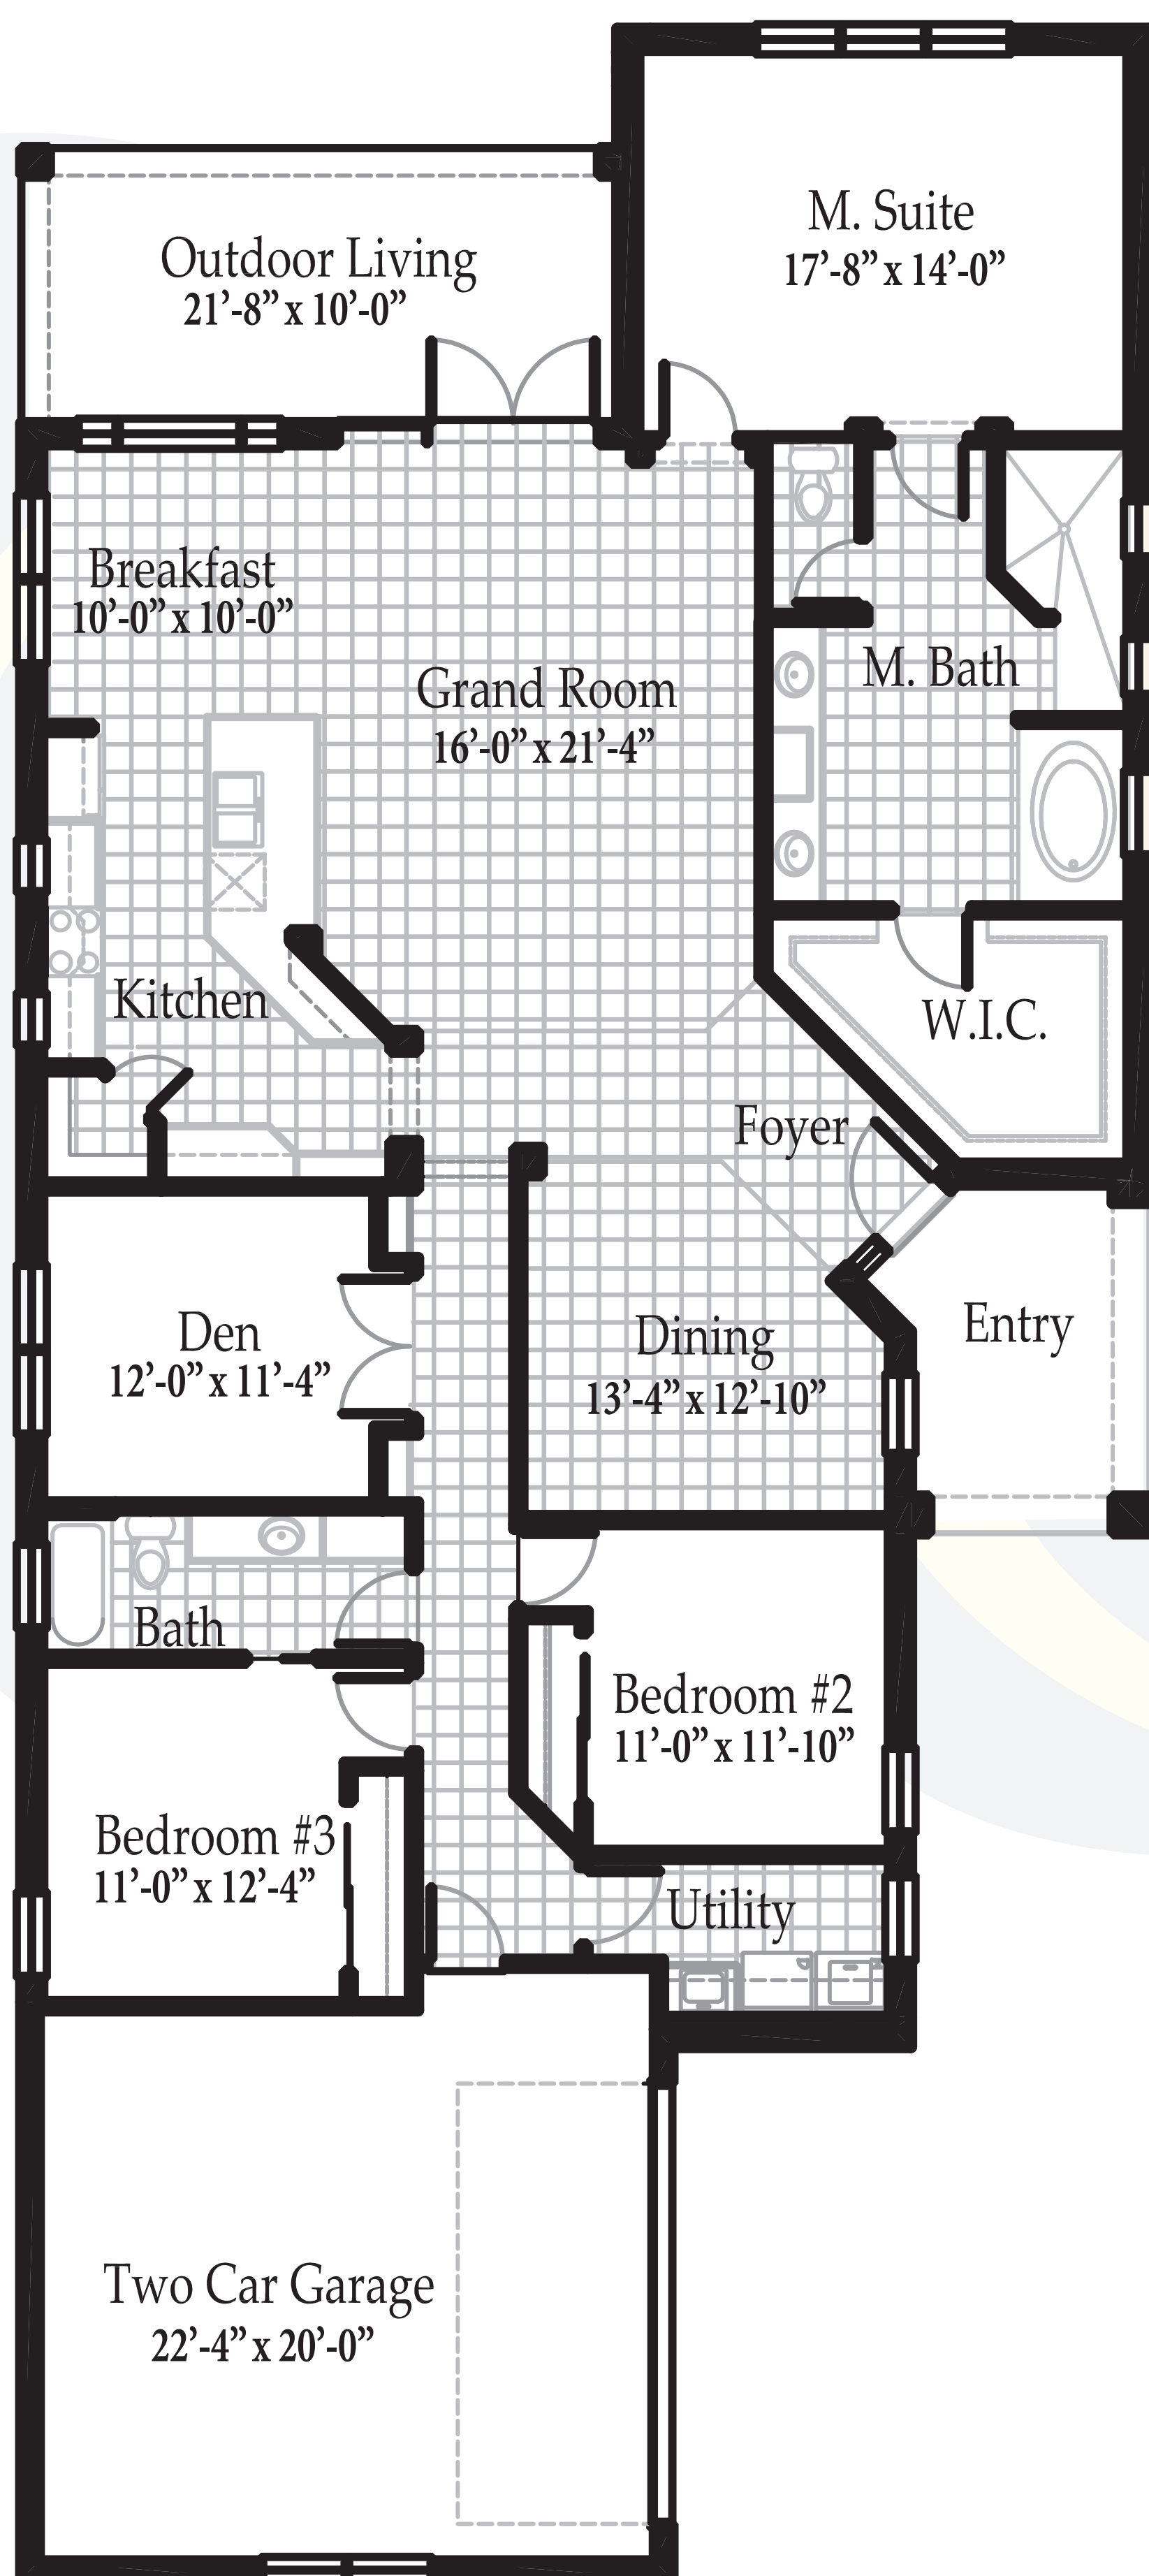 M. Suite
17’-8” x 14’-0”
Outdoor Living
21’-8” x 10’-0”
Breakfast
10’-0” x 10’-0”
Grand Room
16’-0” x 21’-4”
M. Bath
Kitchen
W.I.C.
Foyer
Den
12’-0” x 11’-4”
Dining
13’-4” x 12’-10”
Entry
Bath
Bedroom #2
11’-0” x 11’-10”
Bedroom #3
11’-0” x 12’-4”
Utility
Two Car Garage
22’-4” x 20’-0”